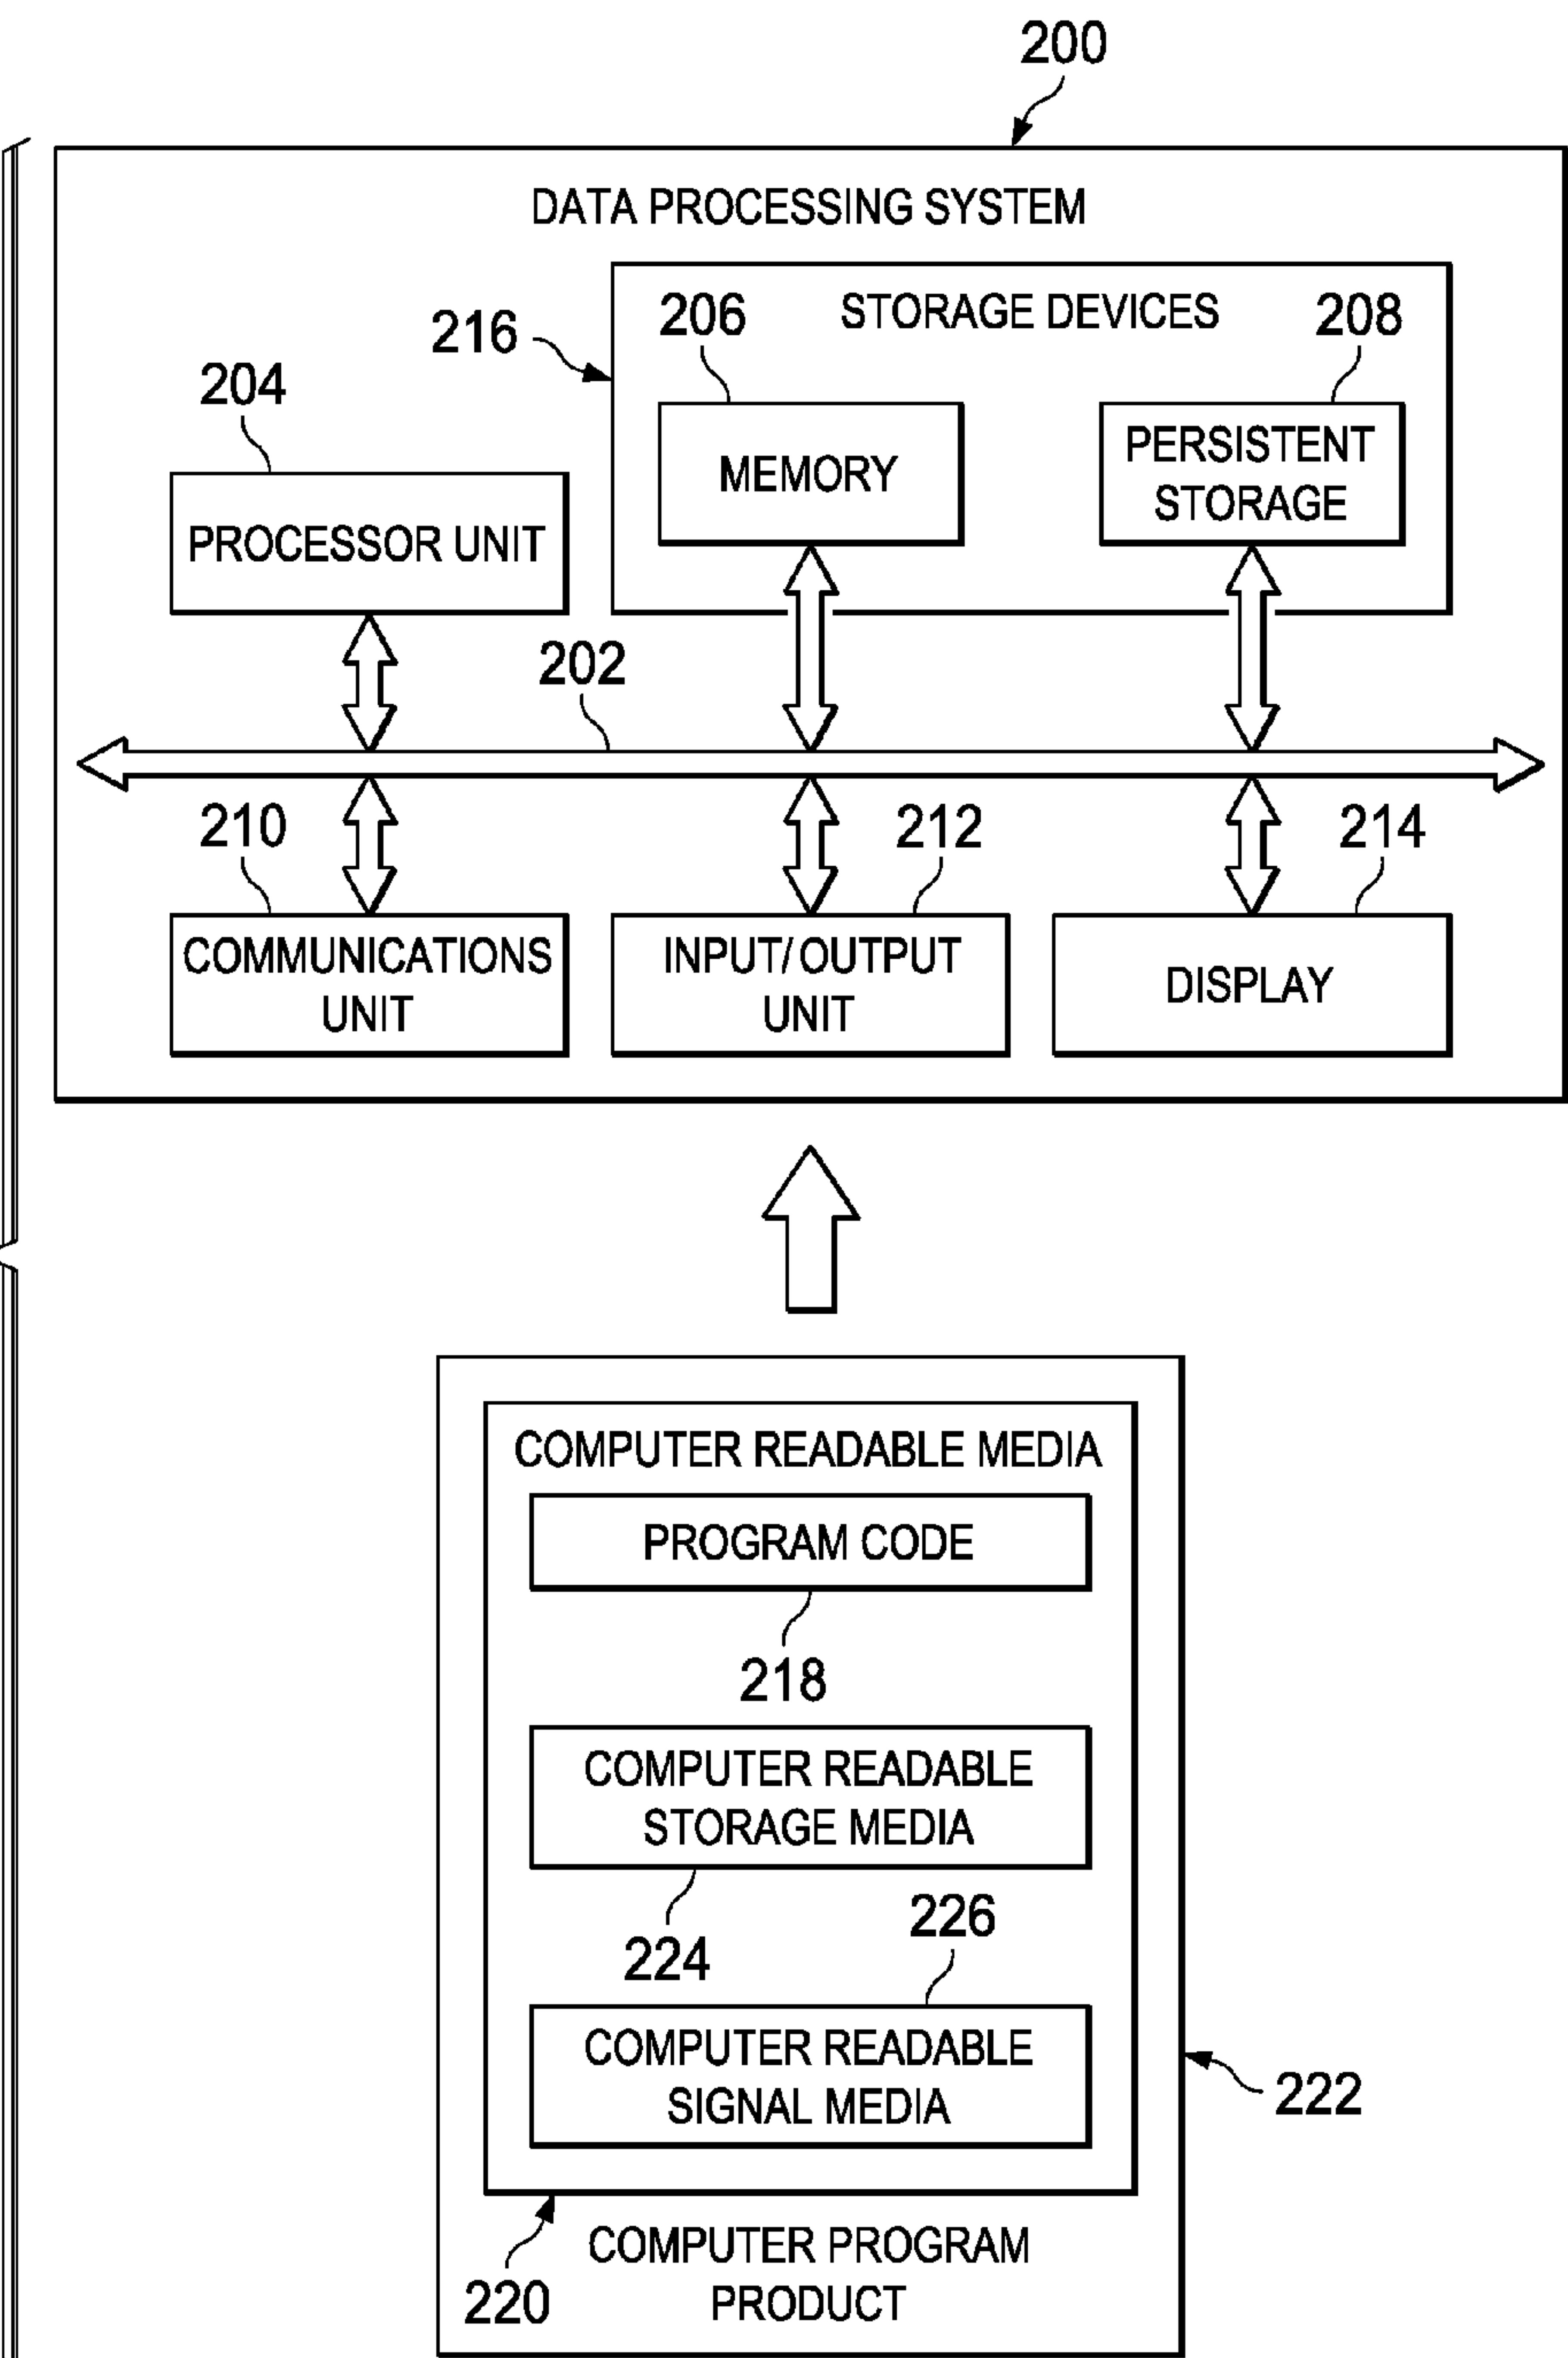 200
DATA PROCESSING SYSTEM
216
206
STORAGE DEVICES
208
204
MEMORY
PERSISTENT
STORAGE
PROCESSOR UNIT
202
210
212
214
COMMUNICATIONS
UNIT
INPUT/OUTPUT
UNIT
DISPLAY
COMPUTER READABLE MEDIA
PROGRAM CODE
218
COMPUTER READABLE
STORAGE MEDIA
224
226
COMPUTER READABLE
SIGNAL MEDIA
222
220
COMPUTER PROGRAM
PRODUCT